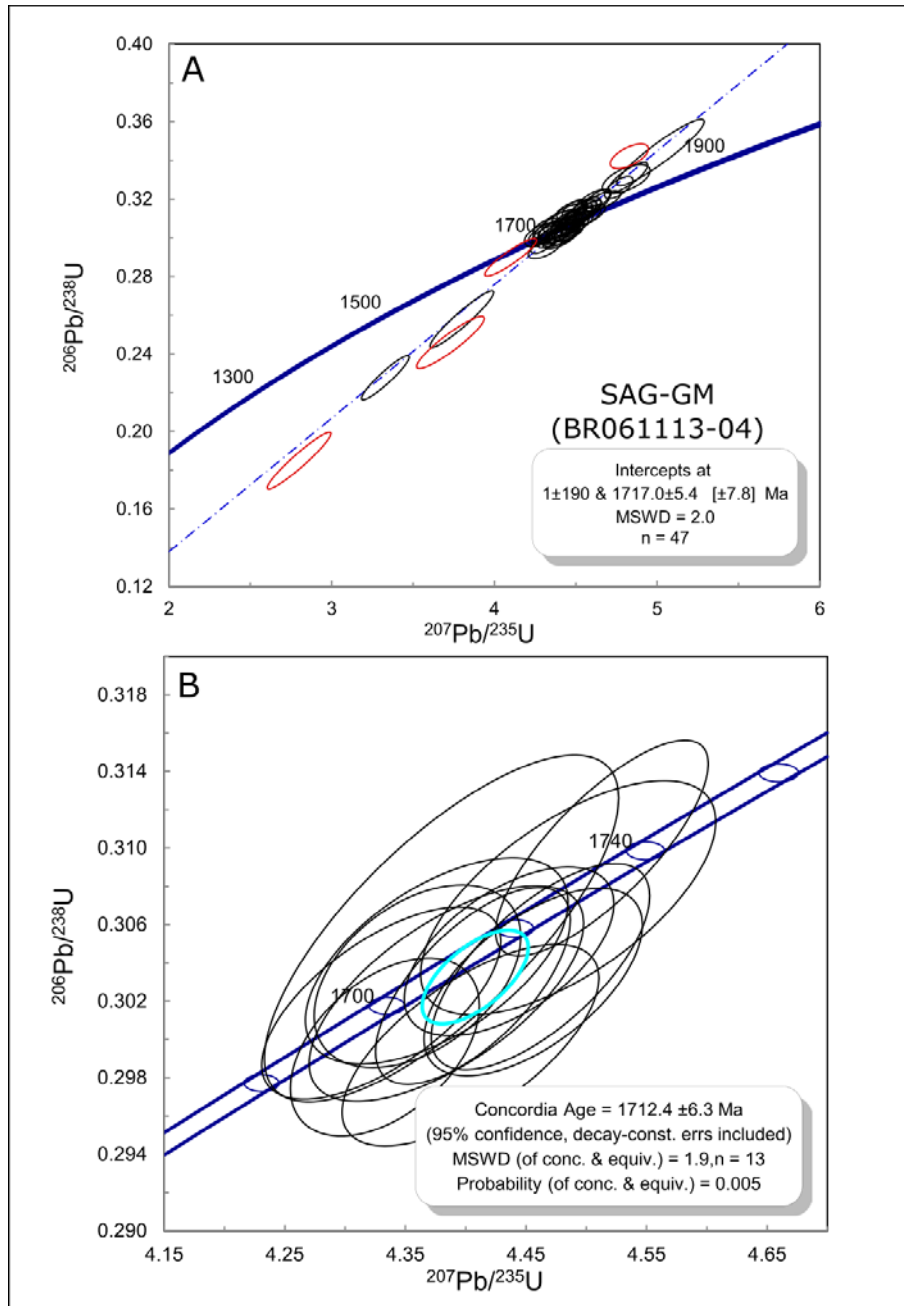 A
0.40
0.36
0.32
0.28
0.24
0.20
0.16
0.12
²⁰⁶Pb/²³⁸U
1900
1700
1500
1300
SAG-GM
(BR061113-04)
Intercepts at
1±190 & 1717.0±5.4 [±7.8] Ma
MSWD = 2.0
n = 47
2 3 4 5 6
²⁰⁷Pb/²³⁵U
B
0.318
0.314
0.310
0.306
0.302
0.298
0.294
0.290
²⁰⁶Pb/²³⁸U
1740
1700
Concordia Age = 1712.4 ±6.3 Ma
(95% confidence, decay-const. errs included)
MSWD (of conc. & equiv.) = 1.9,n = 13
Probability (of conc. & equiv.) = 0.005
4.15 4.25 4.35 4.45 4.55 4.65
²⁰⁷Pb/²³⁵U